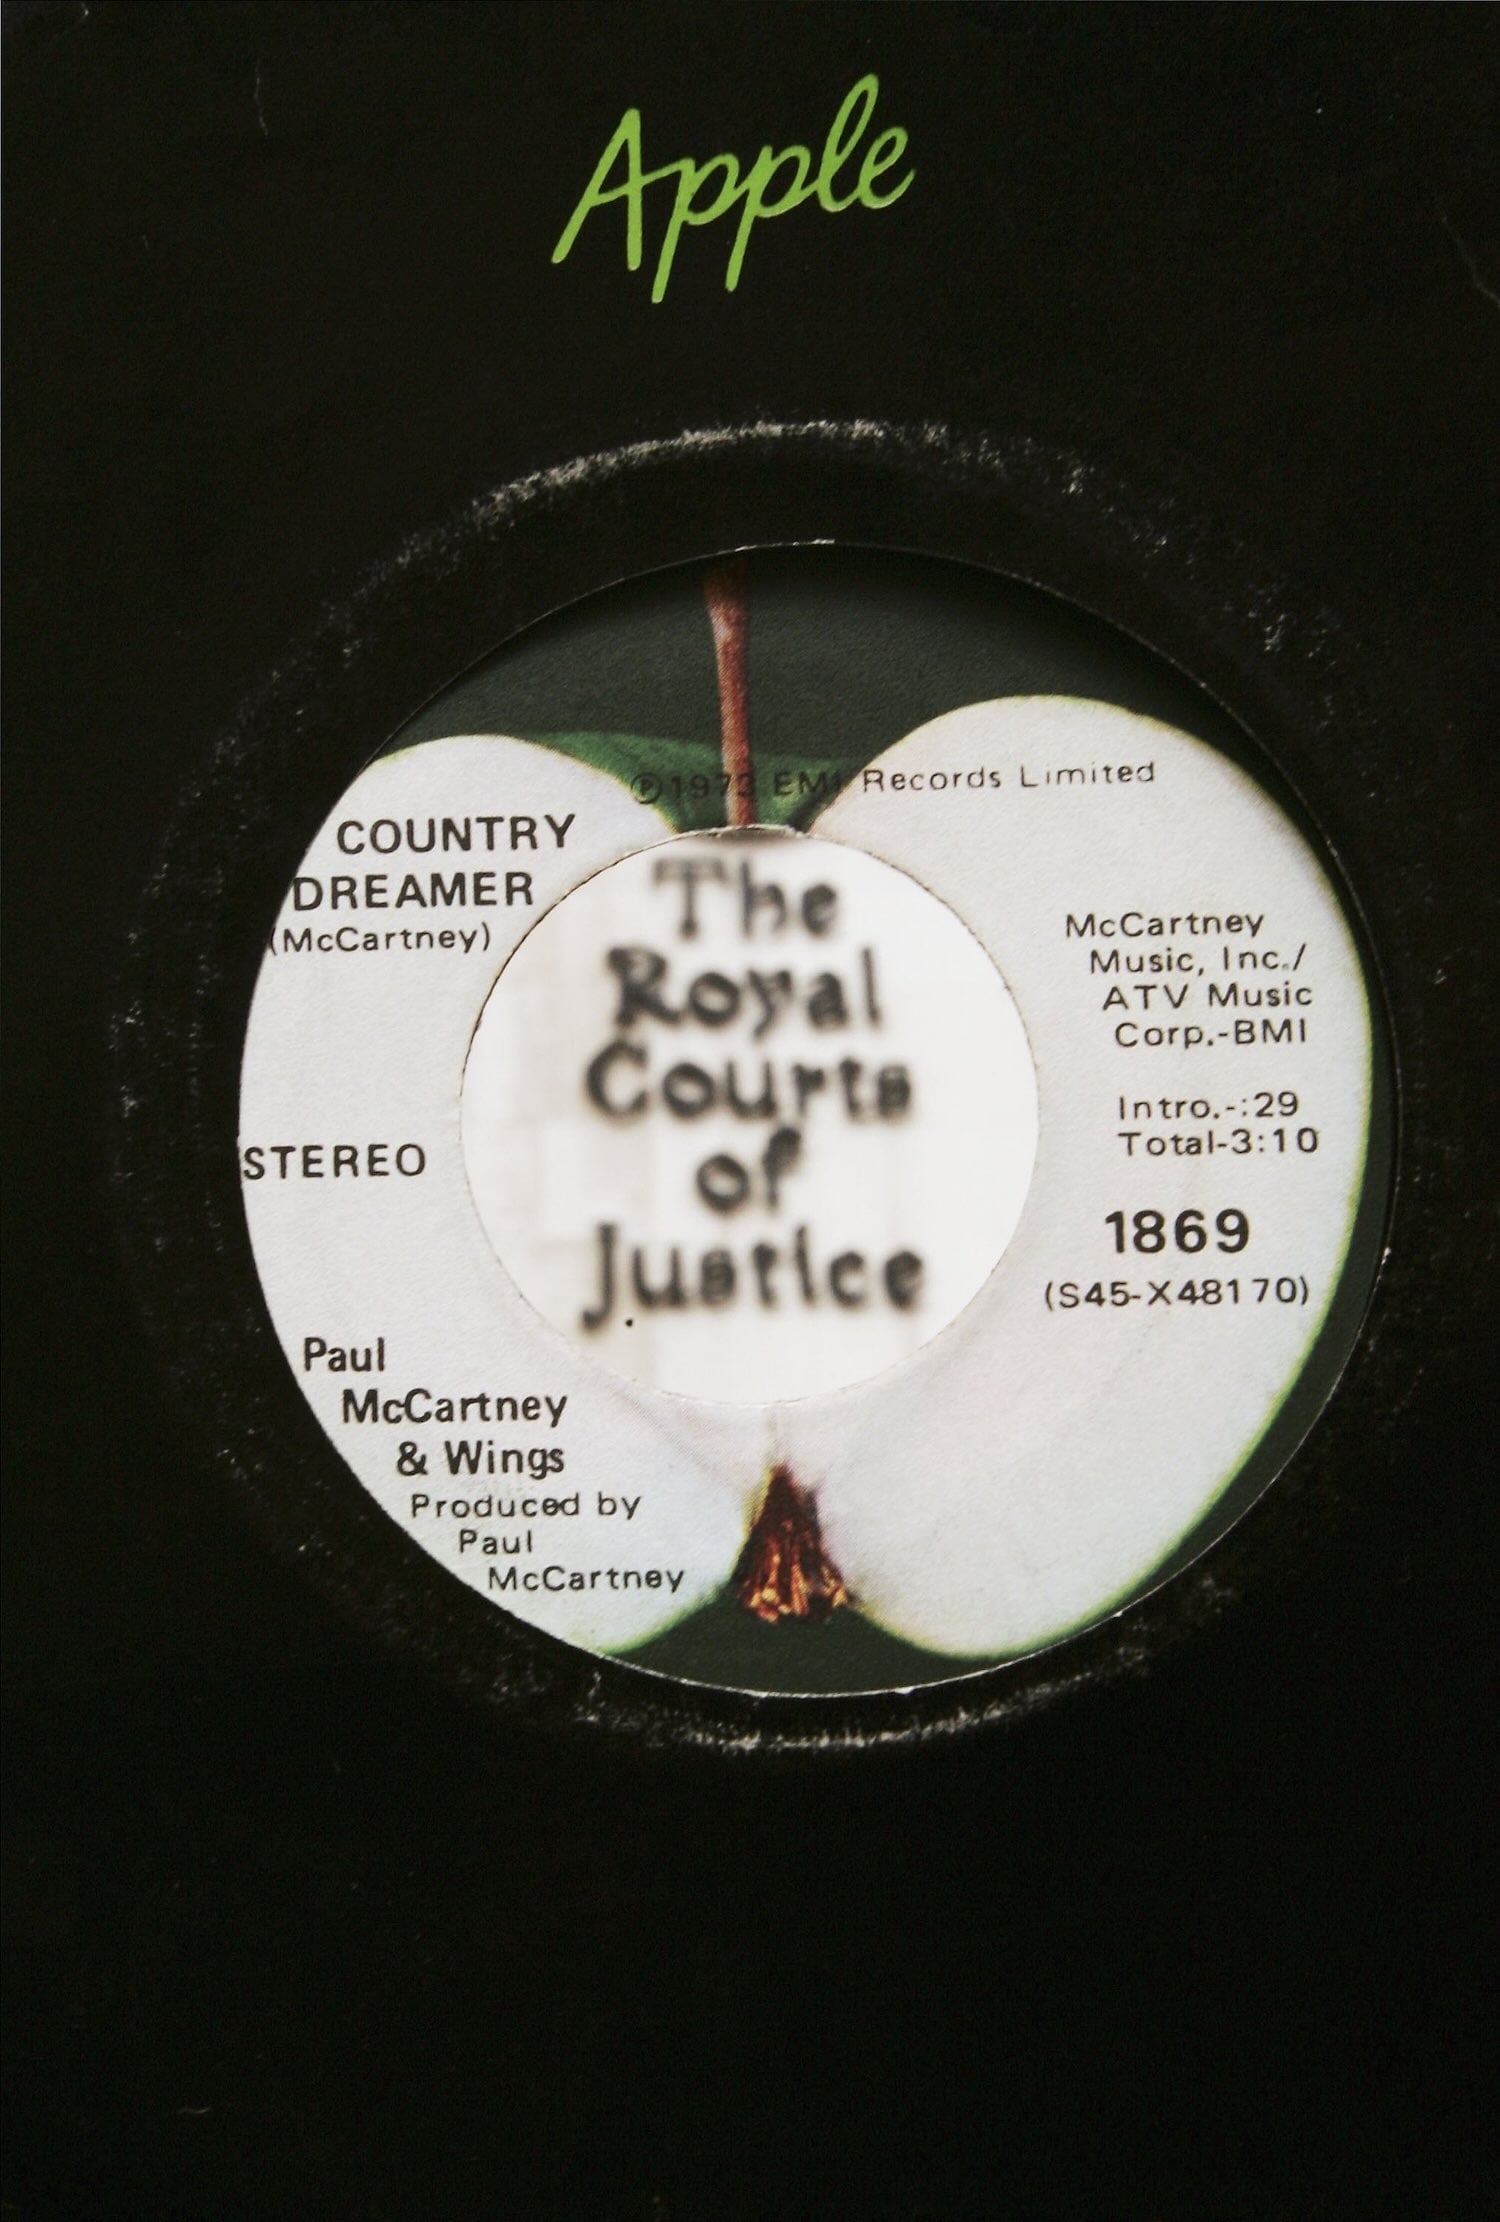 Apple
℗1973 EMI Records Limited
COUNTRY
DREAMER
(McCartney)
STEREO
Paul
McCartney
& Wings
Produced by
Paul
McCartney
The
Royal
Courts
of
Justice
McCartney
Music, Inc./
ATV Music
Corp.-BMI
Intro.-:29
Total-3:10
1869
(S45-X48170)